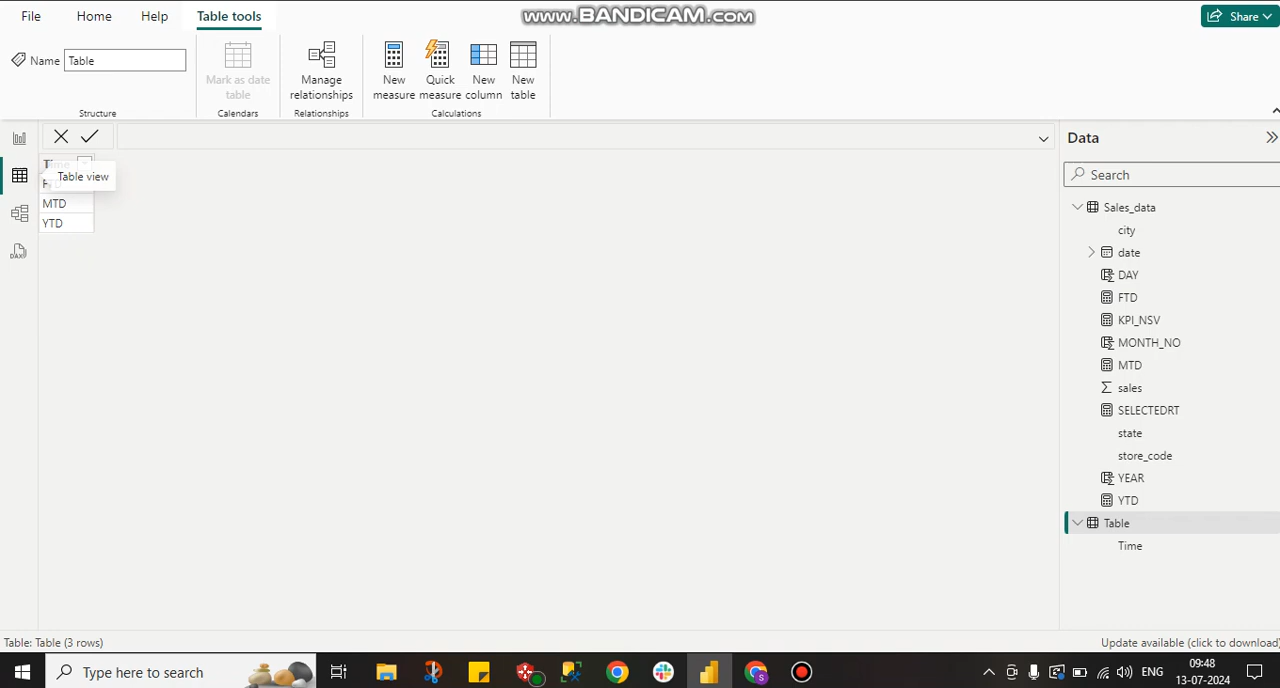 File Home Help Table tools www.BANDICAM.com Share
Name Table
Mark as date table
Manage relationships
New measure
Quick measure
New column
New table
Structure Calendars Relationships Calculations
Data
Search
Time
Table view
FTD
MTD
YTD
Sales_data
city
date
DAY
FTD
KPI_NSV
MONTH_NO
MTD
sales
SELECTEDRT
state
store_code
YEAR
YTD
Table
Time
Table: Table (3 rows) Update available (click to download)
Type here to search ENG 09:48
13-07-2024